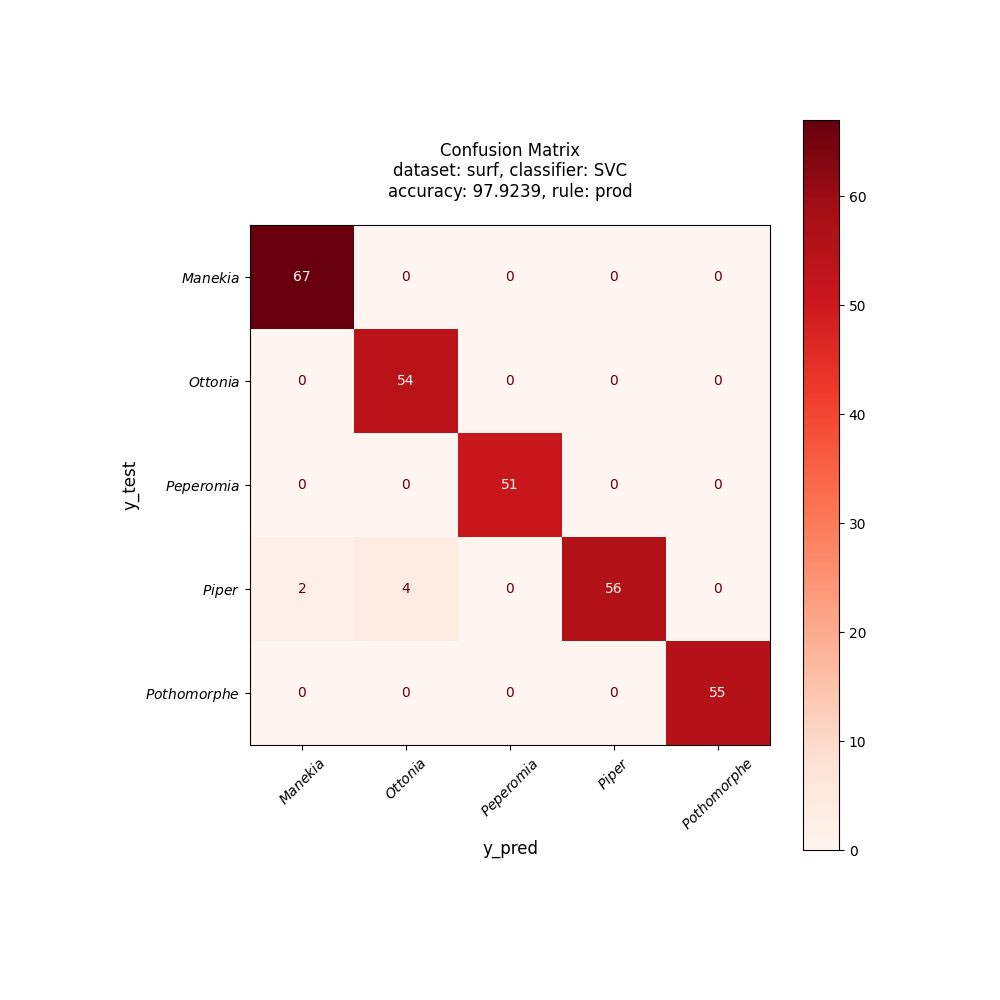 Confusion Matrix
dataset: surf, classifier: SVC
accuracy: 97.9239, rule: prod
y_test
Manekia 67 0 0 0 0
Ottonia 0 54 0 0 0
Peperomia 0 0 51 0 0
Piper 2 4 0 56 0
Pothomorphe 0 0 0 0 55
Manekia Ottonia Peperomia Piper Pothomorphe
y_pred
60
50
40
30
20
10
0